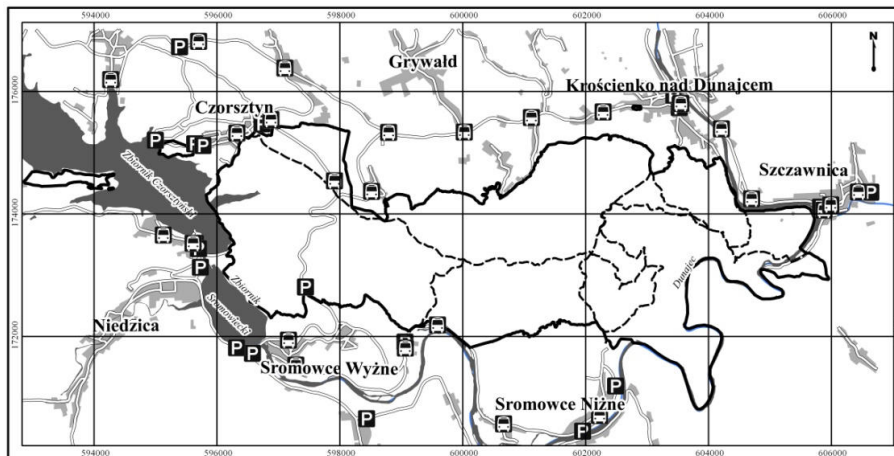 594000 596000 598000 600000 602000 604000 606000
N
P
P
Grywałd
176000
Krościenko nad Dunajcem
Czorsztyn
P
P
P
Zbiornik Czorsztyński
Szczawnica
P
P
174000
P
P
Dunajec
P
Zbiornik
Sromowiecki
172000
Niedzica
P
P
Sromowce Wyżne
P
Sromowce Niżne
P
P
594000 596000 598000 600000 602000 604000 606000